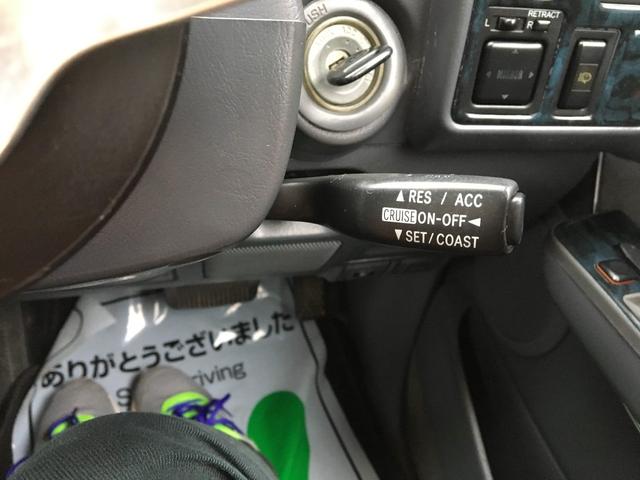 PUSH
RETRACT
L R
▲RES / ACC
CRUISE ON-OFF◄
▼SET/COAST
ありがとうございました